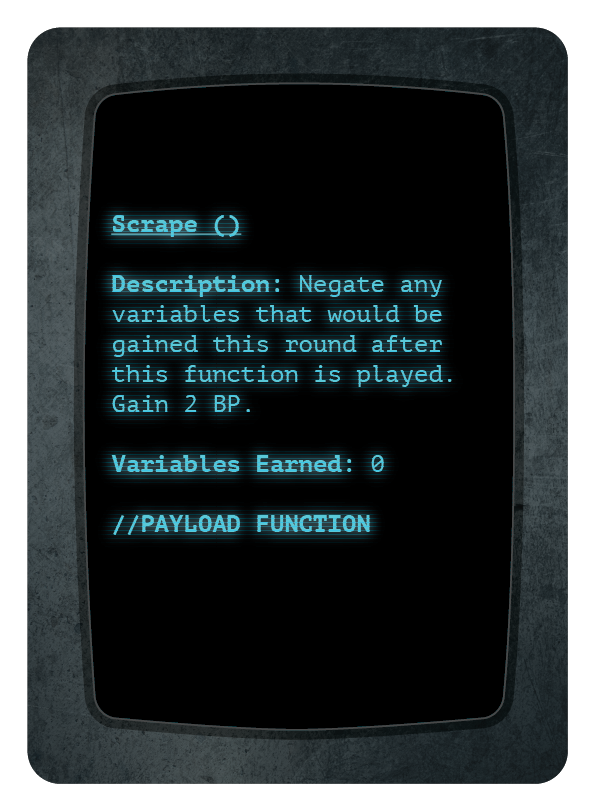 Scrape ()
Description: Negate any
variables that would be
gained this round after
this function is played.
Gain 2 BP.
Variables Earned: 0
//PAYLOAD FUNCTION